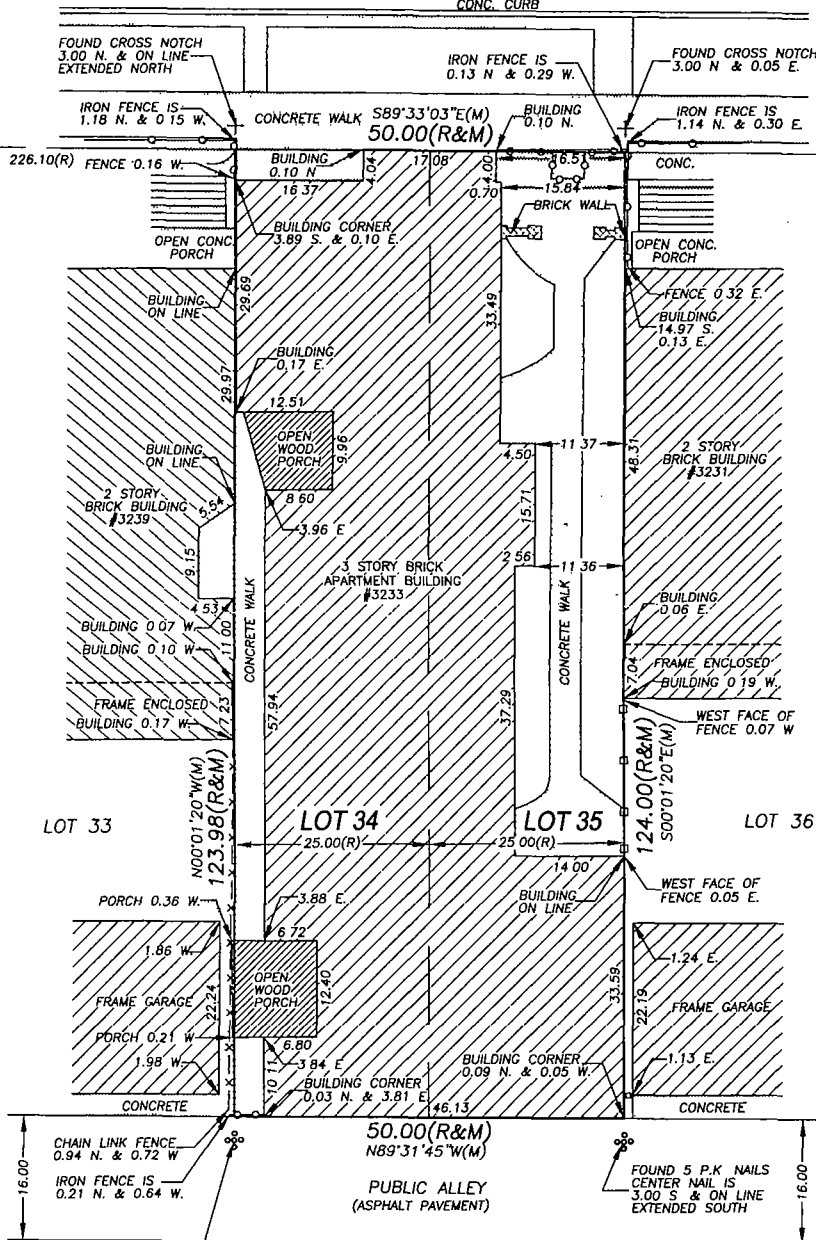 CONC. CURB
FOUND CROSS NOTCH
3.00 N. & ON LINE
EXTENDED NORTH
IRON FENCE IS
0.13 N & 0.29 W.
FOUND CROSS NOTCH
3.00 N & 0.05 E.
IRON FENCE IS
1.18 N. & 0 15 W.
CONCRETE WALK
S89°33'03"E(M)
50.00(R&M)
BUILDING
0.10 N.
IRON FENCE IS
1.14 N. & 0.30 E.
226.10(R)
FENCE 0.16 W.
BUILDING
0.10 N
4.04
17 08
4.00
16.51
CONC.
16 37
0.70
15.84
BRICK WALL
BUILDING CORNER
3.89 S. & 0.10 E.
OPEN CONC.
PORCH
OPEN CONC.
PORCH
BUILDING
ON LINE
29.69
FENCE 0 32 E.
BUILDING
14.97 S.
0.13 E.
33.49
BUILDING
0.17 E.
29.97
12.51
OPEN
WOOD
PORCH
9.96
8 60
3.96 E
4.50
11 37
48.31
2 STORY
BRICK BUILDING
#3231
BUILDING
ON LINE
2 STORY
BRICK BUILDING
#3239
5.54
9.15
4 53
15.71
2 56
11 36
3 STORY BRICK
APARTMENT BUILDING
#3233
CONCRETE WALK
CONCRETE WALK
BUILDING 0 07 W.
BUILDING 0.10 W.
11 00
BUILDING
0.06 E.
FRAME ENCLOSED
BUILDING 0.17 W.
7.23
57.94
37.29
7.04
FRAME ENCLOSED
BUILDING 0 19 W.
WEST FACE OF
FENCE 0.07 W
N00°01'20"W(M)
123.98(R&M)
124.00(R&M)
S00°01'20"E(M)
LOT 33
LOT 34
LOT 35
LOT 36
25.00(R)
25 00(R)
14 00
BUILDING
ON LINE
WEST FACE OF
FENCE 0.05 E.
PORCH 0.36 W.
3.88 E.
6 72
1.86 W.
1.24 E.
OPEN
WOOD
PORCH
12.40
FRAME GARAGE
22.24
33.59
22.19
FRAME GARAGE
PORCH 0.21 W
6.80
3 84 E
1.98 W.
1.13 E.
BUILDING CORNER
0.09 N. & 0.05 W.
10 11
BUILDING CORNER
0.03 N. & 3.81 E.
CONCRETE
46.13
CONCRETE
50.00(R&M)
N89°31'45"W(M)
CHAIN LINK FENCE
0.94 N. & 0.72 W
IRON FENCE IS
0.21 N. & 0.64 W.
16.00
PUBLIC ALLEY
(ASPHALT PAVEMENT)
FOUND 5 P.K NAILS
CENTER NAIL IS
3.00 S & ON LINE
EXTENDED SOUTH
16.00